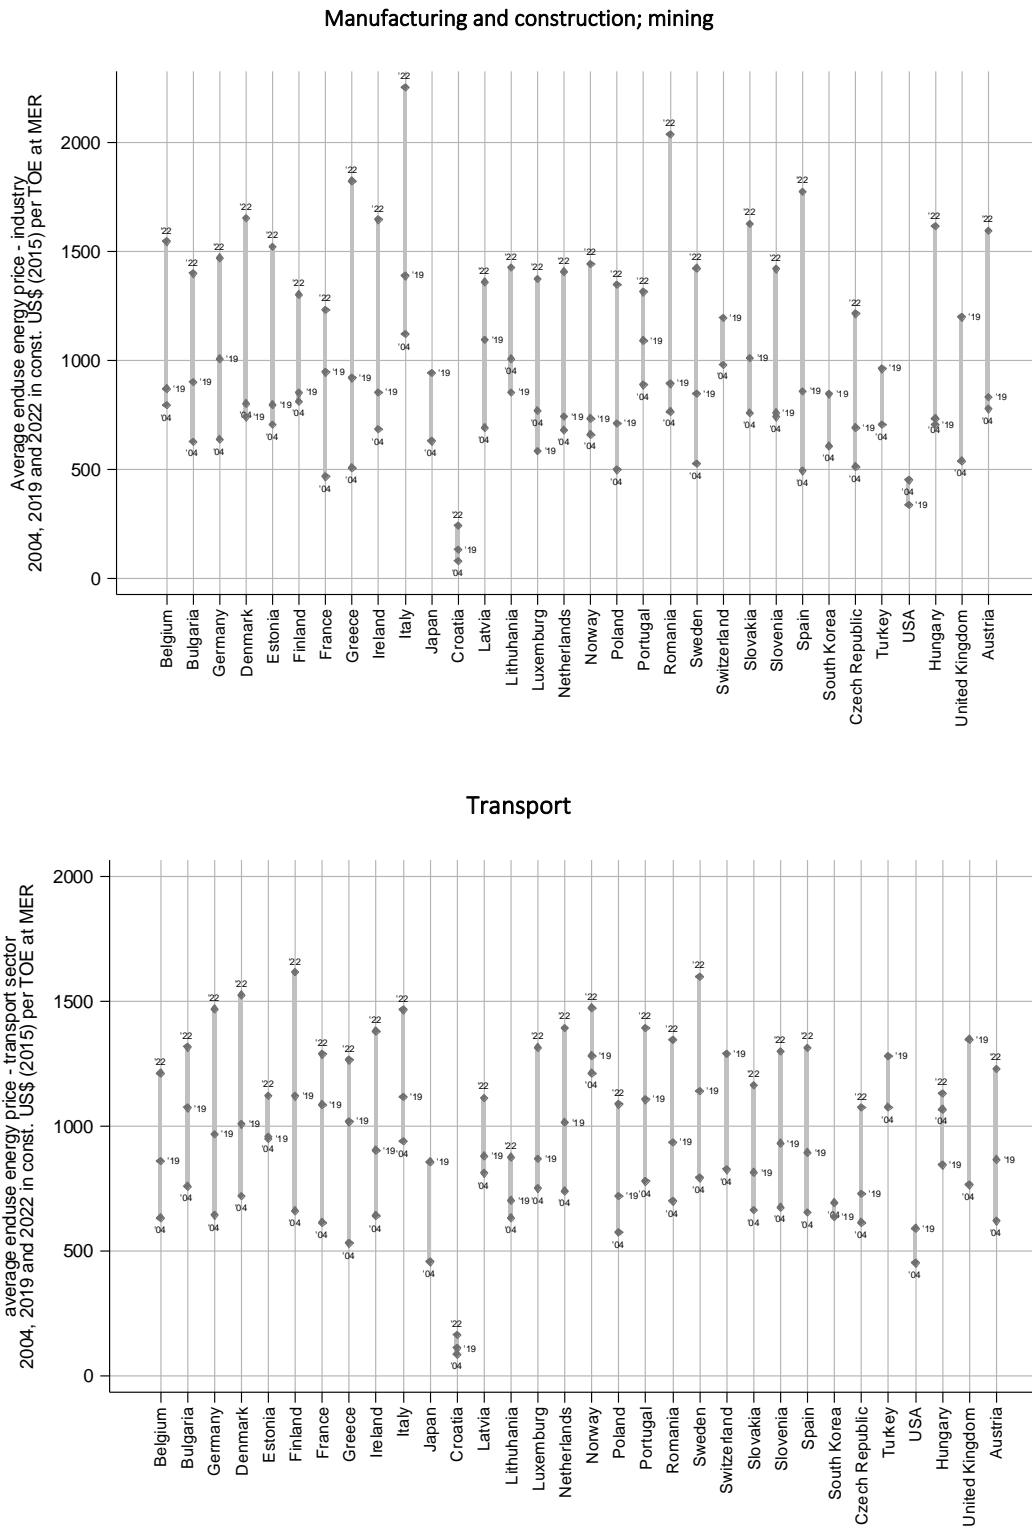 Manufacturing and construction; mining
Average enduse energy price - industry
2004, 2019 and 2022 in const. US$ (2015) per TOE at MER
2000
1500
1000
500
0
'22 '19 '04
Belgium
Bulgaria
Germany
Denmark
Estonia
Finland
France
Greece
Ireland
Italy
Japan
Croatia
Latvia
Lithuhania
Luxemburg
Netherlands
Norway
Poland
Portugal
Romania
Sweden
Switzerland
Slovakia
Slovenia
Spain
South Korea
Czech Republic
Turkey
USA
Hungary
United Kingdom
Austria
Transport
average enduse energy price - transport sector
2004, 2019 and 2022 in const. US$ (2015) per TOE at MER
2000
1500
1000
500
0
'22 '19 '04
Belgium
Bulgaria
Germany
Denmark
Estonia
Finland
France
Greece
Ireland
Italy
Japan
Croatia
Latvia
Lithuhania
Luxemburg
Netherlands
Norway
Poland
Portugal
Romania
Sweden
Switzerland
Slovakia
Slovenia
Spain
South Korea
Czech Republic
Turkey
USA
Hungary
United Kingdom
Austria